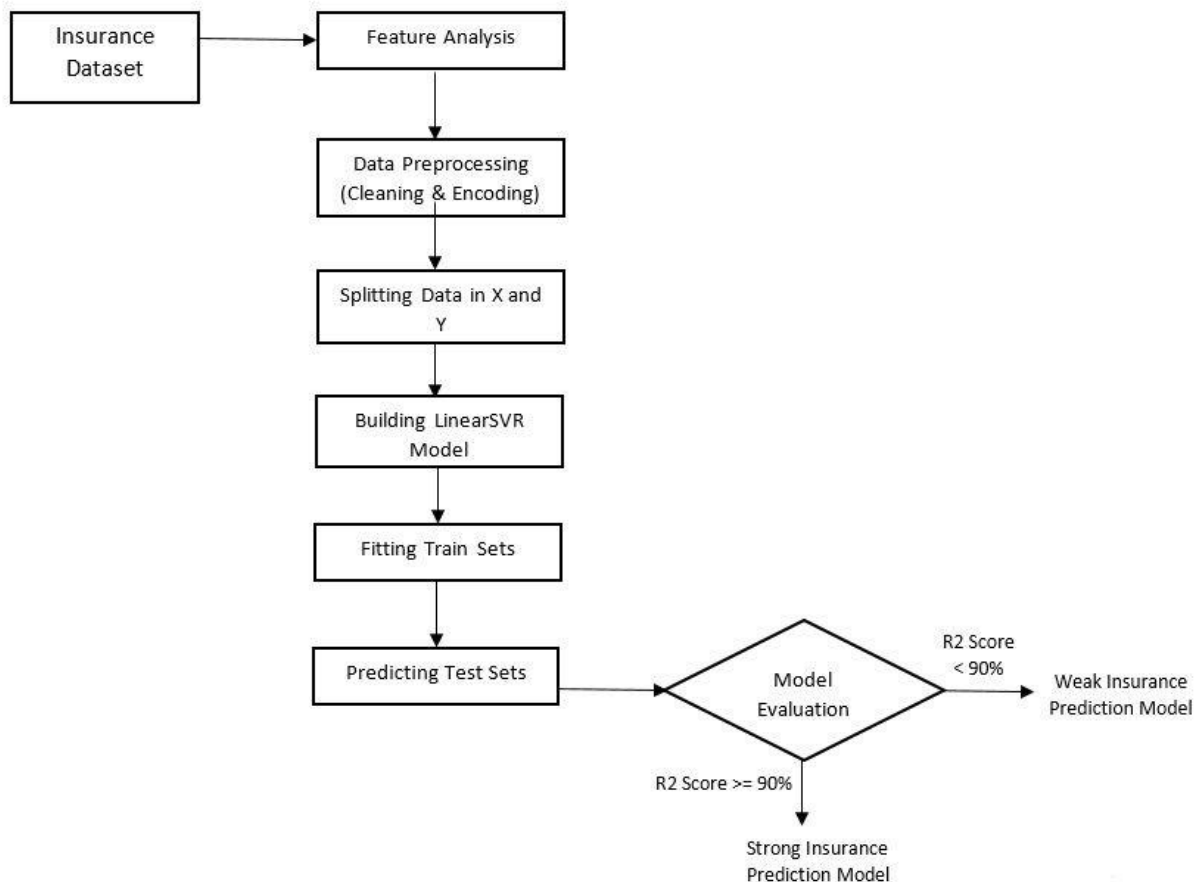 Insurance
Dataset
Feature Analysis
Data Preprocessing
(Cleaning & Encoding)
Splitting Data in X and
Y
Building LinearSVR
Model
Fitting Train Sets
Predicting Test Sets
Model
Evaluation
R2 Score
< 90%
Weak Insurance
Prediction Model
R2 Score >= 90%
Strong Insurance
Prediction Model